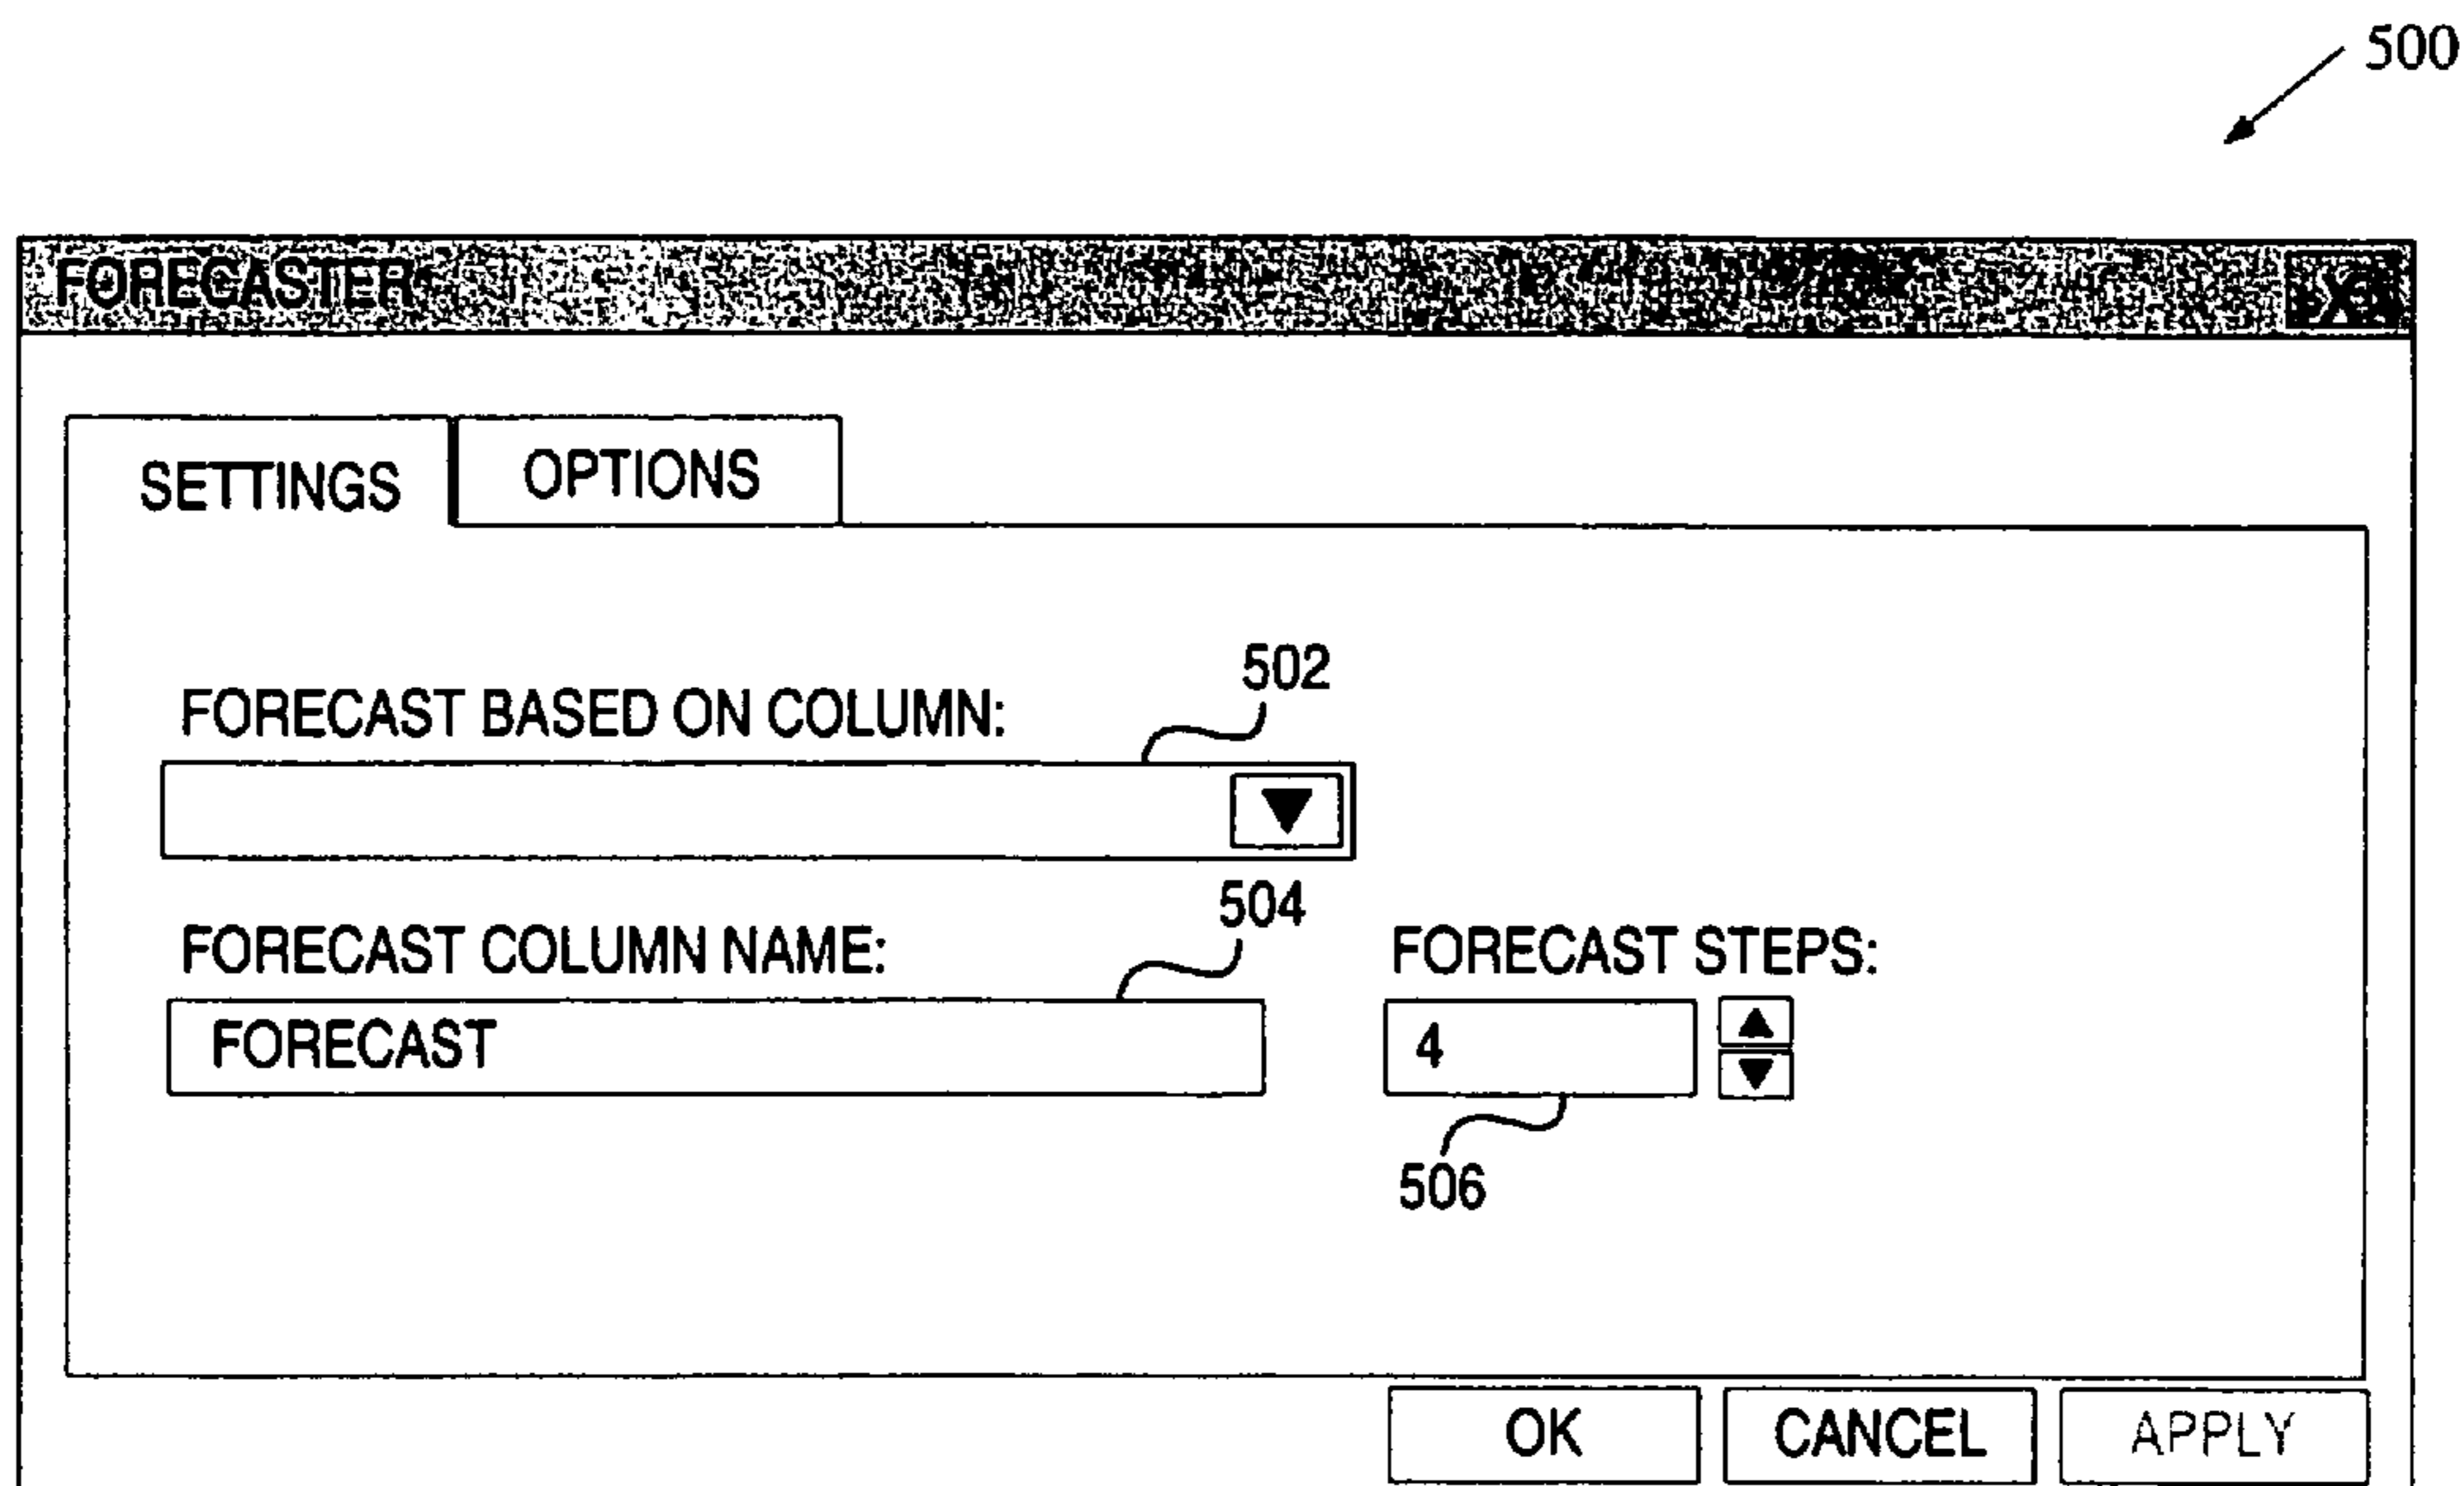 500
FORECASTER X
SETTINGS OPTIONS
502
FORECAST BASED ON COLUMN:
504
FORECAST COLUMN NAME: FORECAST STEPS:
FORECAST 4
506
OK CANCEL APPLY